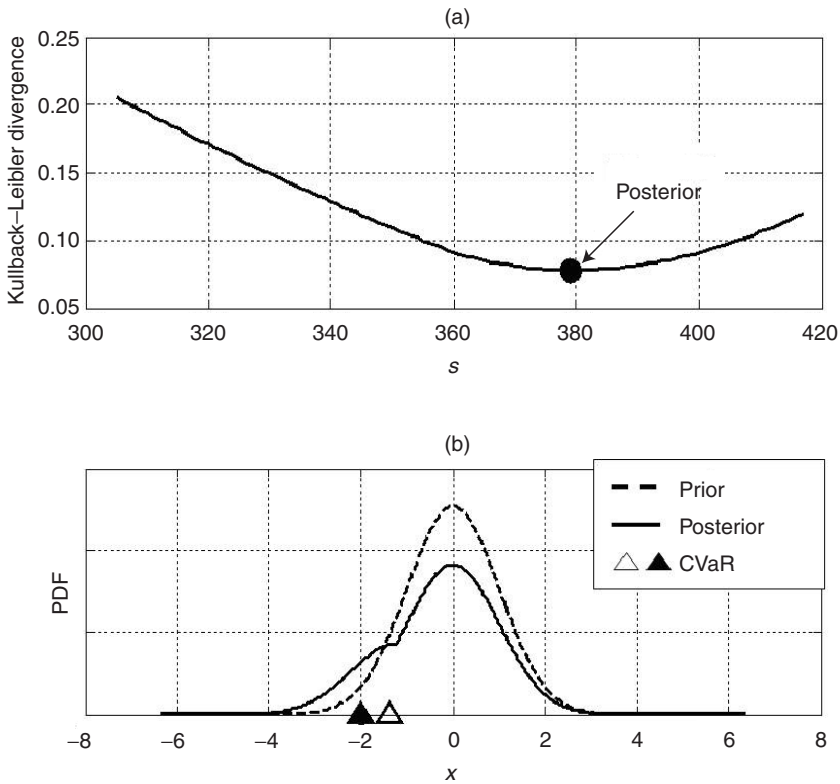 (a)
Kullback–Leibler divergence
0.25
0.20
0.15
0.10
0.05
Posterior
300 320 340 360 380 400 420
s
(b)
PDF
Prior
Posterior
CVaR
−8 −6 −4 −2 0 2 4 6 8
x